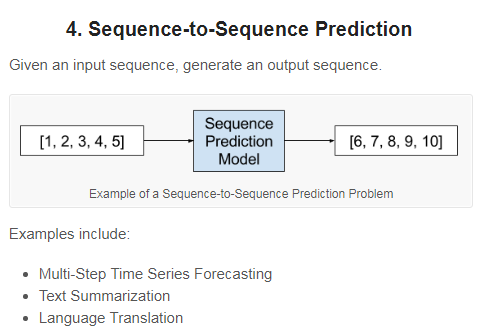 4. Sequence-to-Sequence Prediction
Given an input sequence, generate an output sequence.
[1, 2, 3, 4, 5]
Sequence
Prediction
Model
[6, 7, 8, 9, 10]
Example of a Sequence-to-Sequence Prediction Problem
Examples include:
• Multi-Step Time Series Forecasting
• Text Summarization
• Language Translation